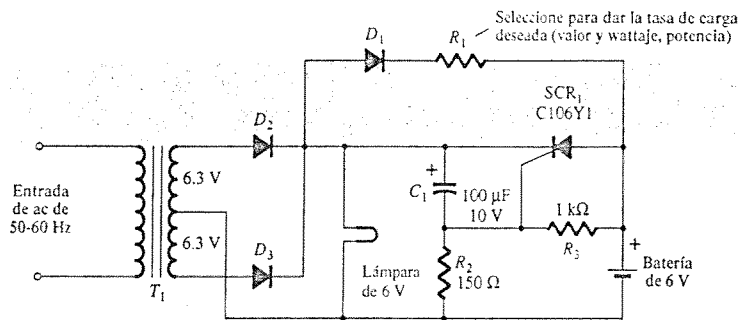 Seleccione para dar la tasa de carga
deseada (valor y wattaje, potencia)
D₁
R₁
SCR₁
C106Y1
D₂
+
Entrada
de ac de
50-60 Hz
6.3 V
6.3 V
C₁
100 μF
10 V
1 kΩ
R₃
+
D₃
T₁
Lámpara
de 6 V
R₂
150 Ω
Batería
de 6 V